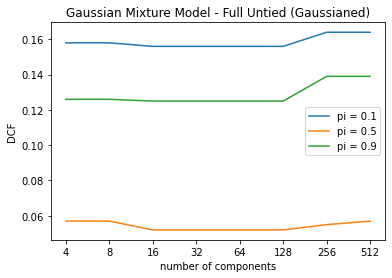 Gaussian Mixture Model - Full Untied (Gaussianed)
0.16
0.14
0.12
0.10
0.08
0.06
DCF
pi = 0.1
pi = 0.5
pi = 0.9
4 8 16 32 64 128 256 512
number of components